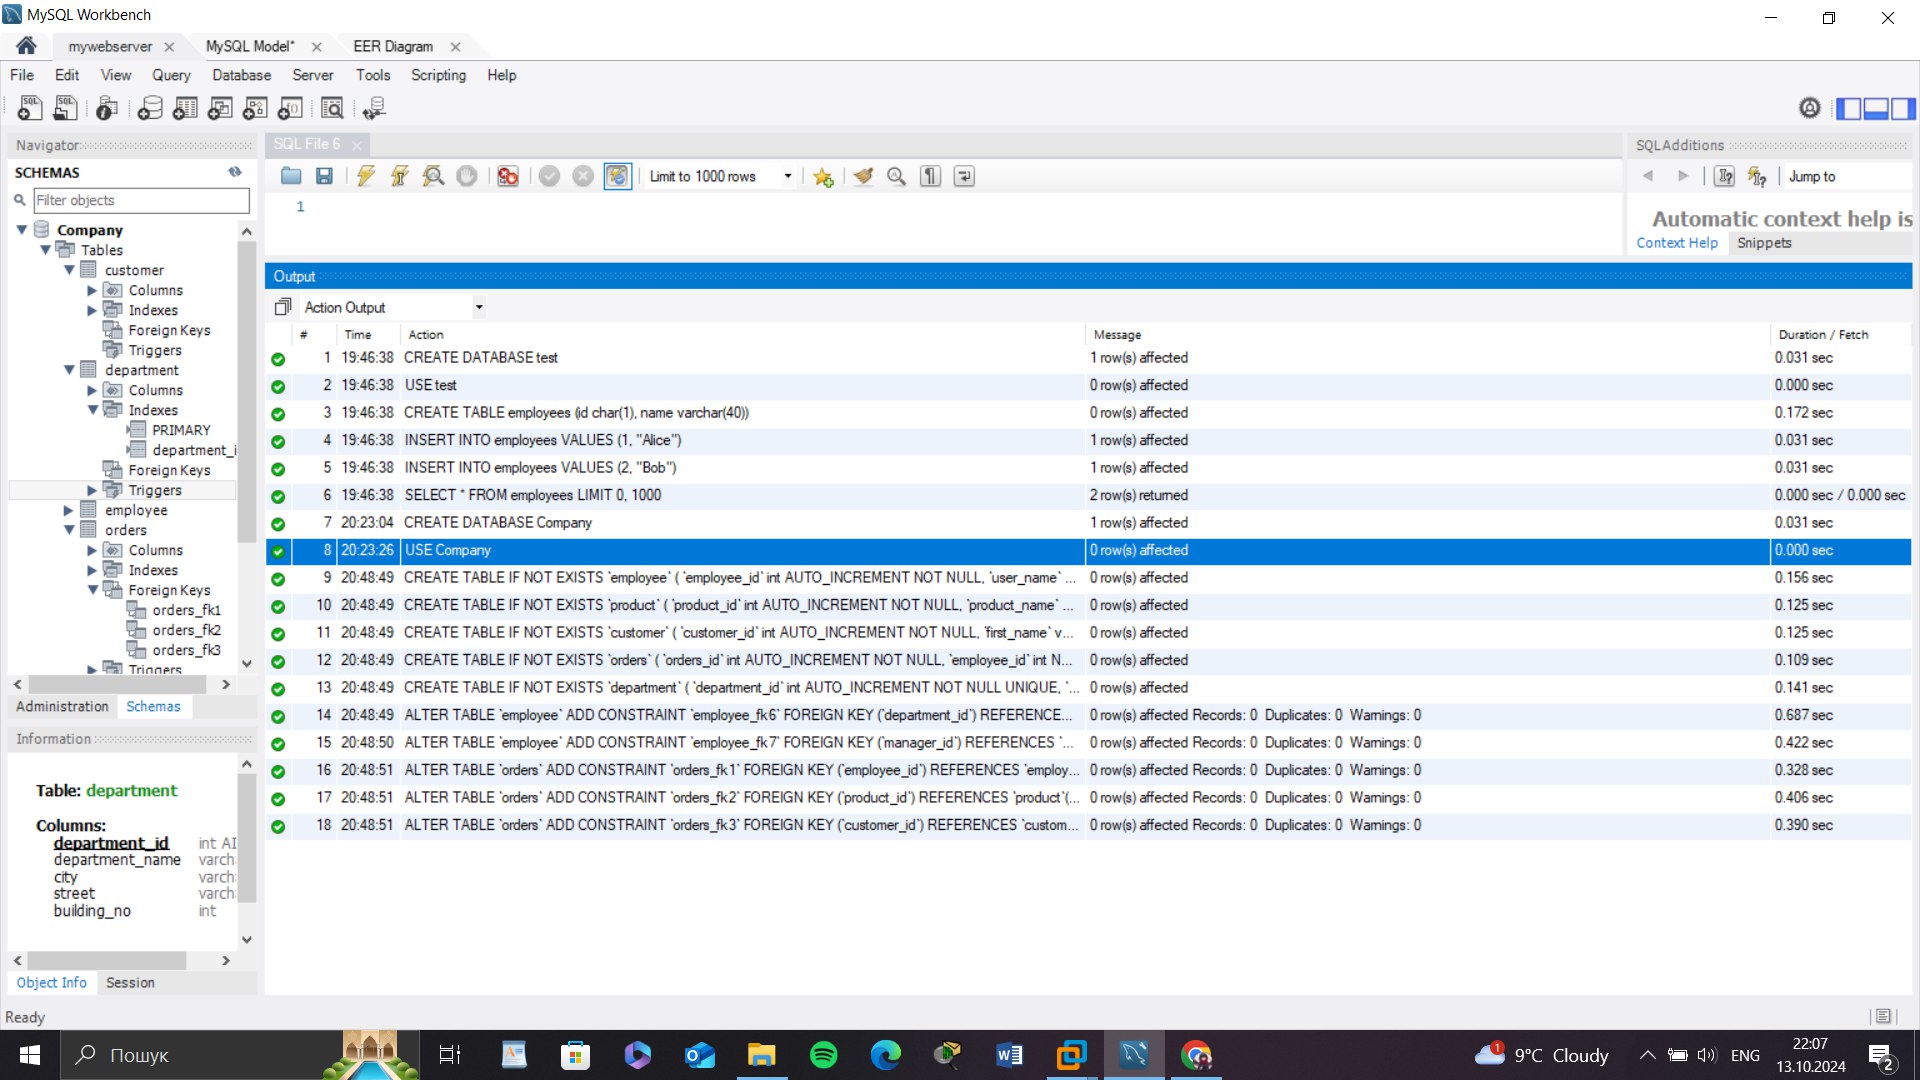 MySQL Workbench
mywebserver
MySQL Model*
EER Diagram
File Edit View Query Database Server Tools Scripting Help
Navigator
SCHEMAS
Filter objects
Company
Tables
customer
Columns
Indexes
Foreign Keys
Triggers
department
Columns
Indexes
PRIMARY
department_i
Foreign Keys
Triggers
employee
orders
Columns
Indexes
Foreign Keys
orders_fk1
orders_fk2
orders_fk3
Triggers
Administration Schemas
Information
Table: department
Columns:
department_id int AI
department_name varch
city varch
street varch
building_no int
Object Info Session
SQL File 6
Limit to 1000 rows
1
SQLAdditions
Jump to
Automatic context help is
Context Help Snippets
Output
Action Output
# Time Action Message Duration / Fetch
1 19:46:38 CREATE DATABASE test 1 row(s) affected 0.031 sec
2 19:46:38 USE test 0 row(s) affected 0.000 sec
3 19:46:38 CREATE TABLE employees (id char(1), name varchar(40)) 0 row(s) affected 0.172 sec
4 19:46:38 INSERT INTO employees VALUES (1, "Alice") 1 row(s) affected 0.031 sec
5 19:46:38 INSERT INTO employees VALUES (2, "Bob") 1 row(s) affected 0.031 sec
6 19:46:38 SELECT * FROM employees LIMIT 0, 1000 2 row(s) returned 0.000 sec / 0.000 sec
7 20:23:04 CREATE DATABASE Company 1 row(s) affected 0.031 sec
8 20:23:26 USE Company 0 row(s) affected 0.000 sec
9 20:48:49 CREATE TABLE IF NOT EXISTS `employee` ( `employee_id` int AUTO_INCREMENT NOT NULL, `user_name` ... 0 row(s) affected 0.156 sec
10 20:48:49 CREATE TABLE IF NOT EXISTS `product` ( `product_id` int AUTO_INCREMENT NOT NULL, `product_name` ... 0 row(s) affected 0.125 sec
11 20:48:49 CREATE TABLE IF NOT EXISTS `customer` ( `customer_id` int AUTO_INCREMENT NOT NULL, `first_name` v... 0 row(s) affected 0.125 sec
12 20:48:49 CREATE TABLE IF NOT EXISTS `orders` ( `orders_id` int AUTO_INCREMENT NOT NULL, `employee_id` int N... 0 row(s) affected 0.109 sec
13 20:48:49 CREATE TABLE IF NOT EXISTS `department` ( `department_id` int AUTO_INCREMENT NOT NULL UNIQUE, `... 0 row(s) affected 0.141 sec
14 20:48:49 ALTER TABLE `employee` ADD CONSTRAINT `employee_fk6` FOREIGN KEY (`department_id`) REFERENCE... 0 row(s) affected Records: 0 Duplicates: 0 Warnings: 0 0.687 sec
15 20:48:50 ALTER TABLE `employee` ADD CONSTRAINT `employee_fk7` FOREIGN KEY (`manager_id`) REFERENCES `... 0 row(s) affected Records: 0 Duplicates: 0 Warnings: 0 0.422 sec
16 20:48:51 ALTER TABLE `orders` ADD CONSTRAINT `orders_fk1` FOREIGN KEY (`employee_id`) REFERENCES `employ... 0 row(s) affected Records: 0 Duplicates: 0 Warnings: 0 0.328 sec
17 20:48:51 ALTER TABLE `orders` ADD CONSTRAINT `orders_fk2` FOREIGN KEY (`product_id`) REFERENCES `product`(... 0 row(s) affected Records: 0 Duplicates: 0 Warnings: 0 0.406 sec
18 20:48:51 ALTER TABLE `orders` ADD CONSTRAINT `orders_fk3` FOREIGN KEY (`customer_id`) REFERENCES `custom... 0 row(s) affected Records: 0 Duplicates: 0 Warnings: 0 0.390 sec
Ready
Пошук
1
9°C Cloudy
ENG
22:07
13.10.2024
2